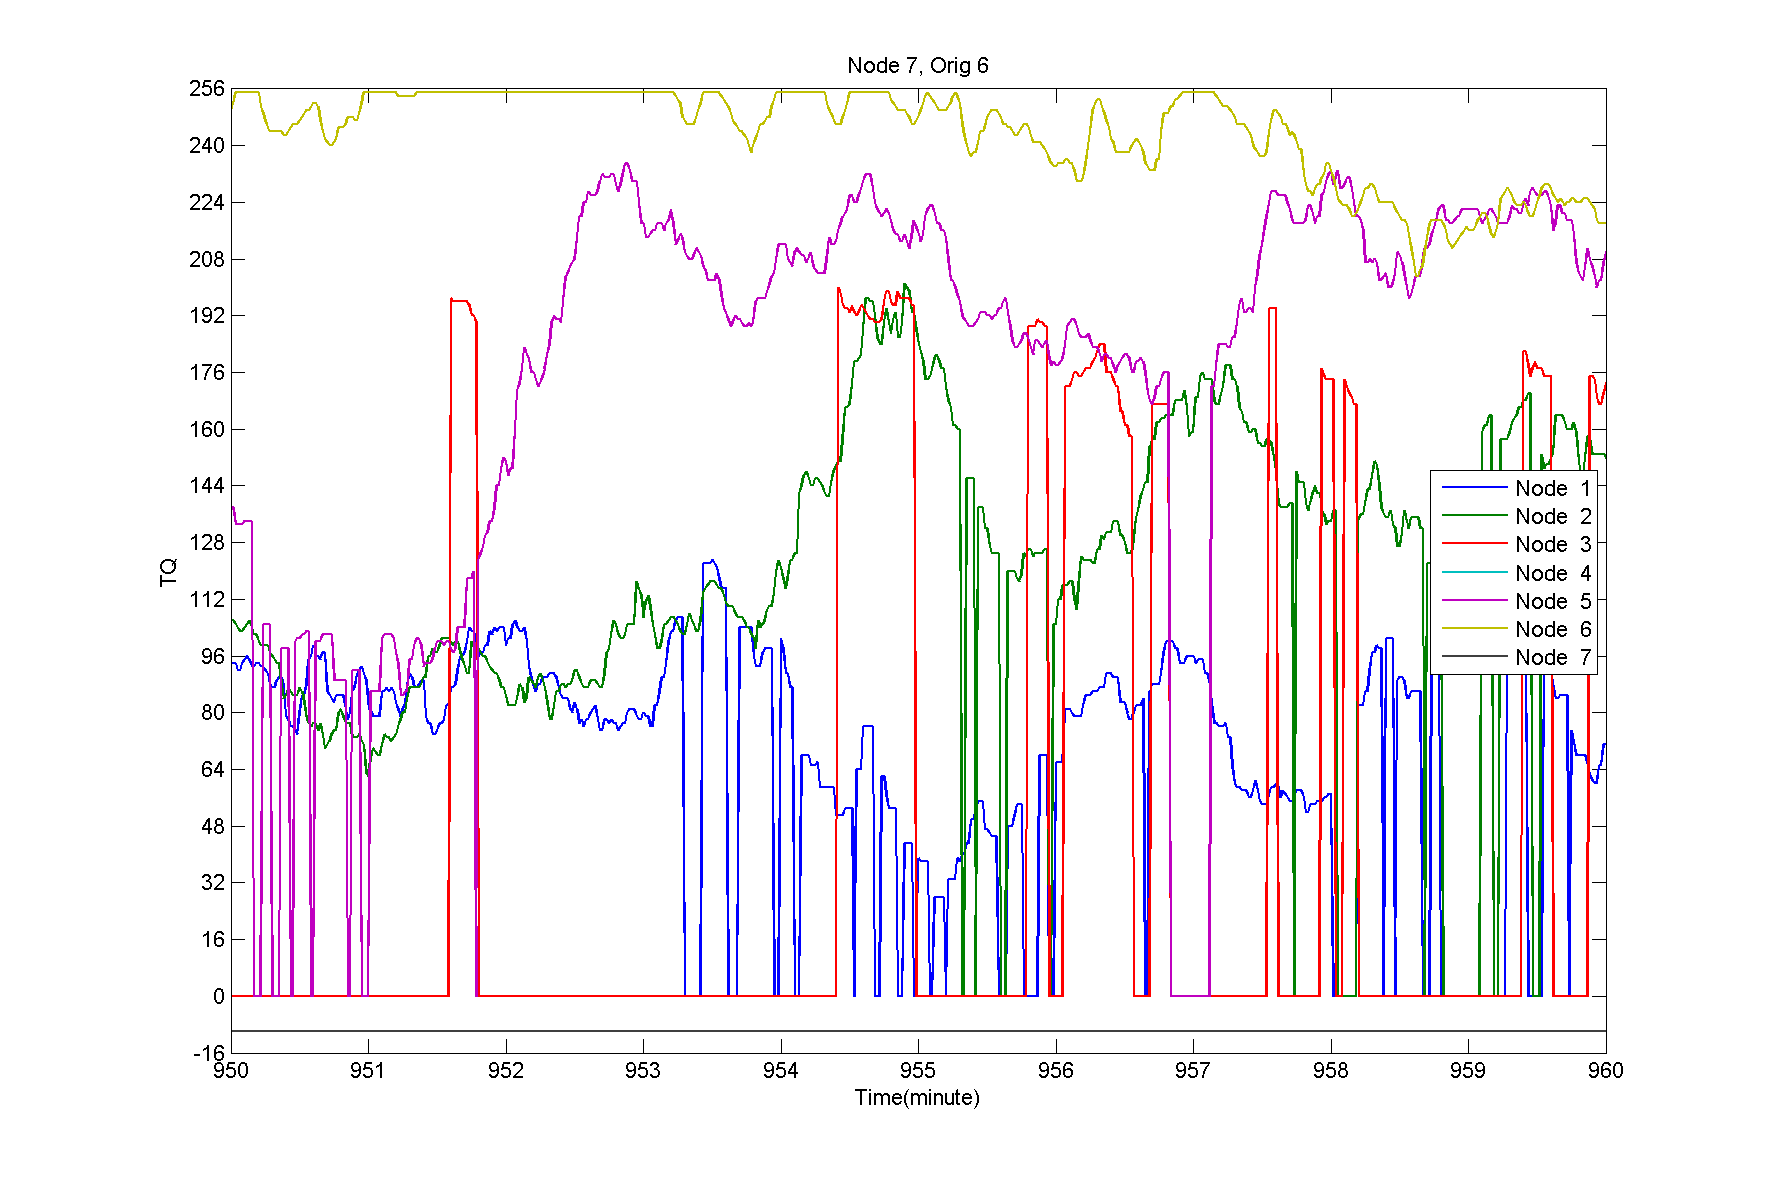 Node 7, Orig 6
256
240
224
208
192
176
160
144
128
112
96
80
64
48
32
16
0
-16
TQ
Node 1
Node 2
Node 3
Node 4
Node 5
Node 6
Node 7
950 951 952 953 954 955 956 957 958 959 960
Time(minute)